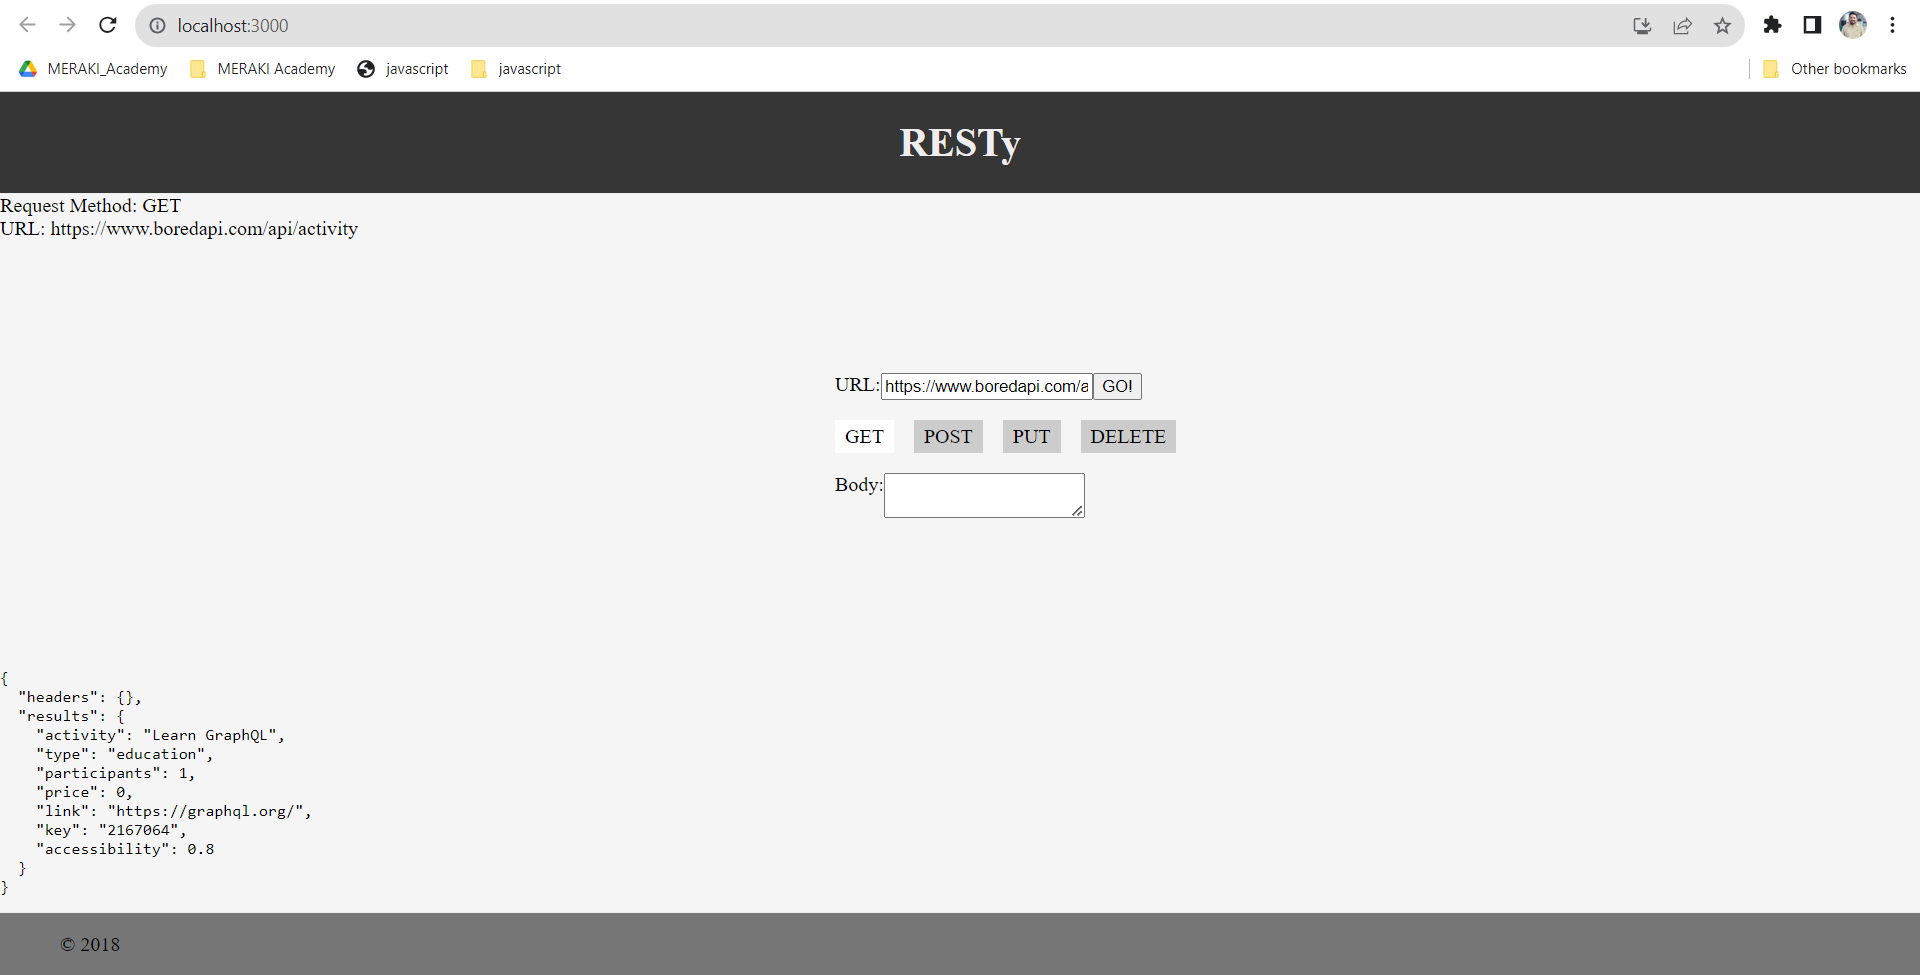 localhost:3000
MERAKI_Academy MERAKI Academy javascript javascript Other bookmarks
RESTy
Request Method: GET
URL: https://www.boredapi.com/api/activity
URL: https://www.boredapi.com/a GO!
GET POST PUT DELETE
Body:
{
  "headers": {},
  "results": {
    "activity": "Learn GraphQL",
    "type": "education",
    "participants": 1,
    "price": 0,
    "link": "https://graphql.org/",
    "key": "2167064",
    "accessibility": 0.8
  }
}
© 2018